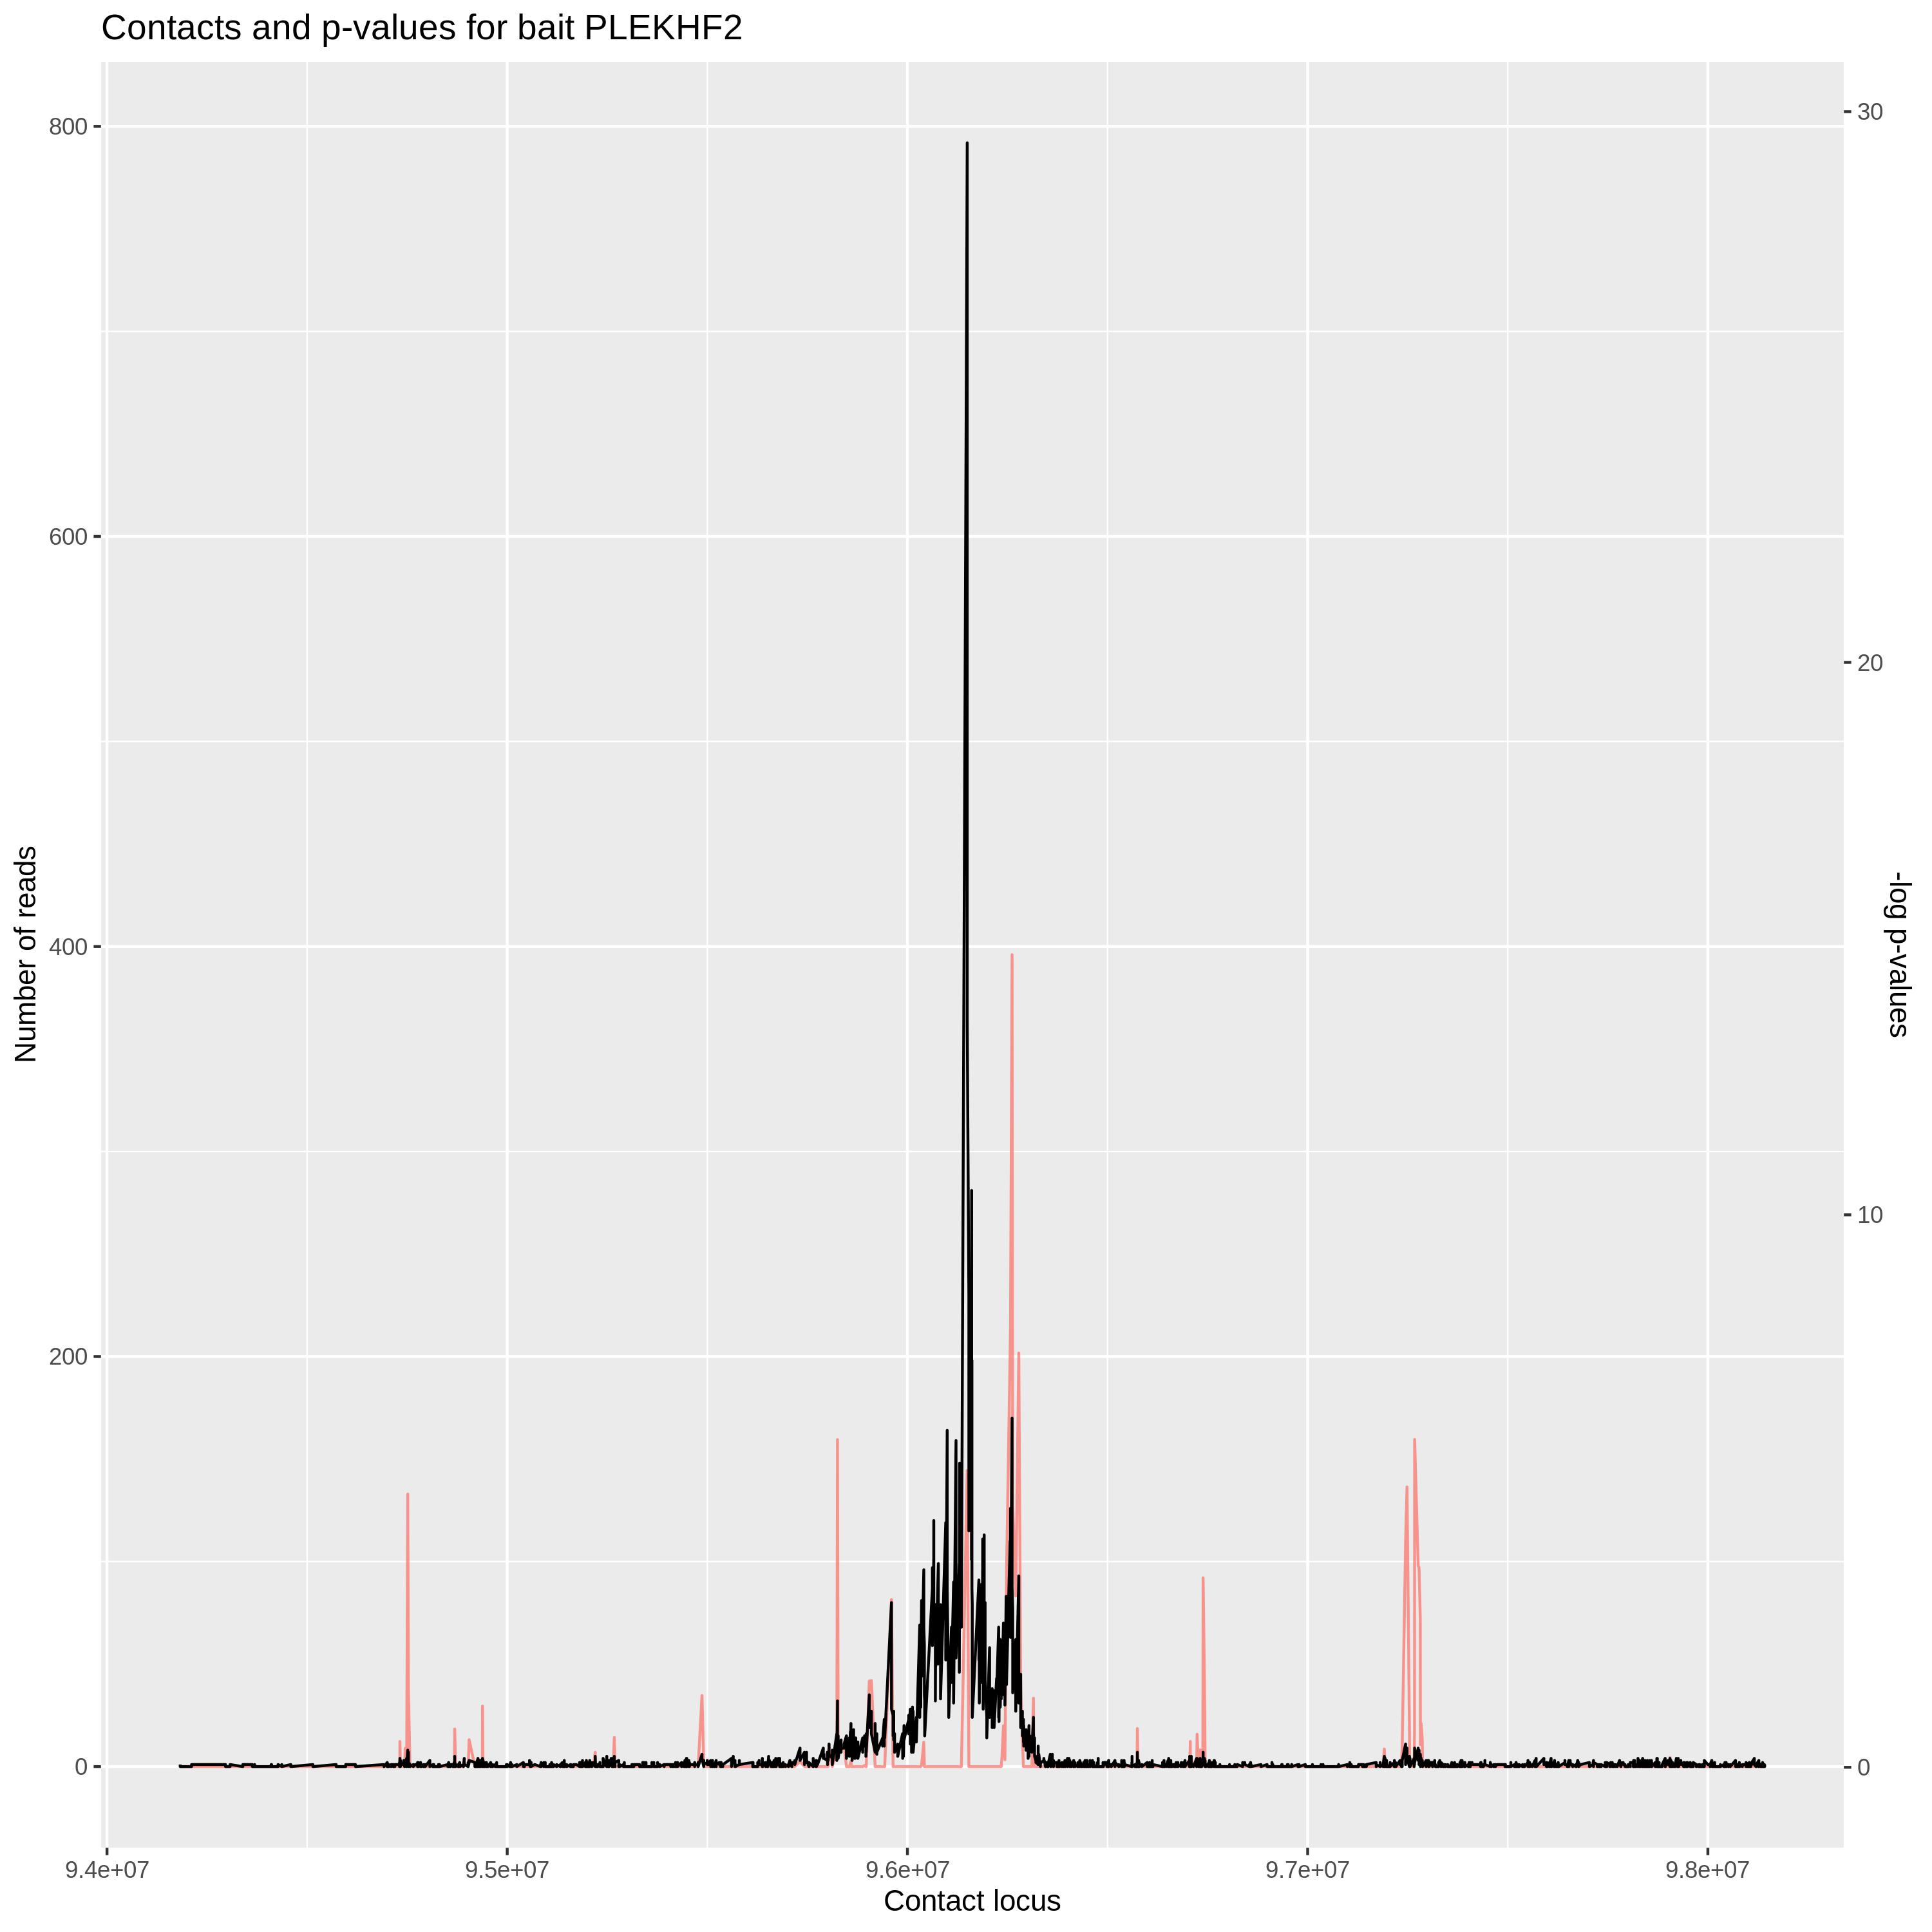 Contacts and p-values for bait PLEKHF2
800
600
400
200
0
Number of reads
30
20
10
0
-log p-values
9.4e+07
9.5e+07
9.6e+07
9.7e+07
9.8e+07
Contact locus